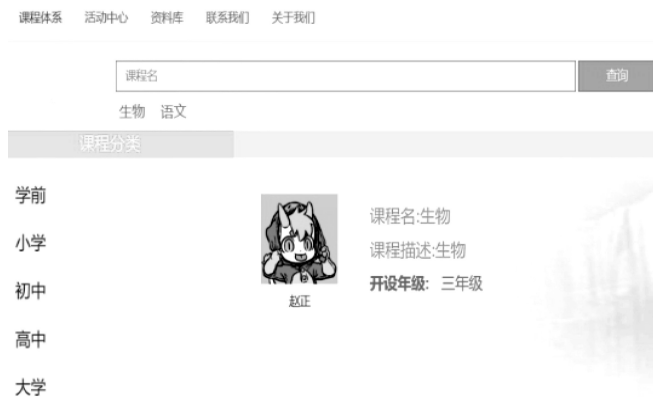 课程体系 活动中心 资料库 联系我们 关于我们
课程名 查询
生物 语文
课程分类
学前
小学
初中
高中
大学
赵正
课程名:生物
课程描述:生物
开设年级: 三年级